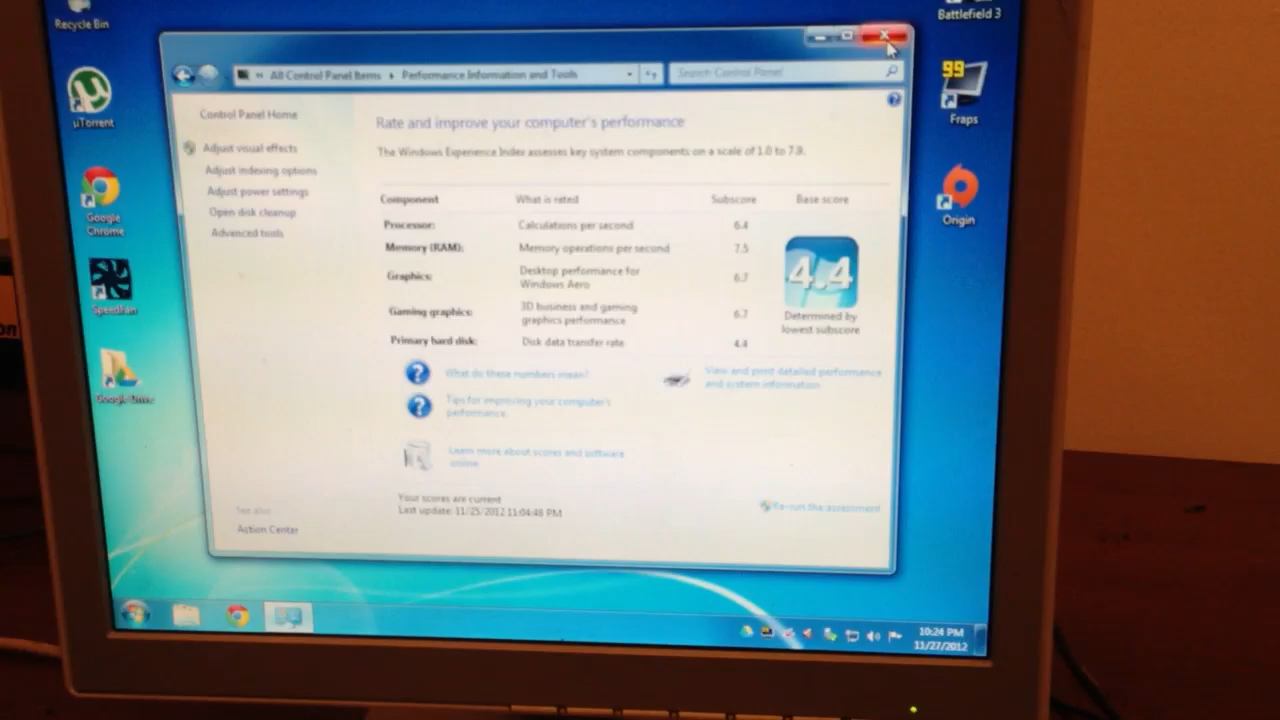 Recycle Bin
µTorrent
Google
Chrome
SpeedFan
Google Drive
Battlefield 3
99
Fraps
Origin
« All Control Panel Items ▸ Performance Information and Tools
Search Control Panel
Control Panel Home
Adjust visual effects
Adjust indexing options
Adjust power settings
Open disk cleanup
Advanced tools
See also
Action Center
Rate and improve your computer's performance
The Windows Experience Index assesses key system components on a scale of 1.0 to 7.9.
Component What is rated Subscore Base score
Processor: Calculations per second 6.4
Memory (RAM): Memory operations per second 7.5
Graphics: Desktop performance for
Windows Aero 6.7
Gaming graphics: 3D business and gaming
graphics performance 6.7
Primary hard disk: Disk data transfer rate 4.4
4.4
Determined by
lowest subscore
What do these numbers mean?
Tips for improving your computer's
performance.
View and print detailed performance
and system information
Learn more about scores and software
online
Your scores are current
Last update: 11/25/2012 11:04:48 PM
Re-run the assessment
10:24 PM
11/27/2012